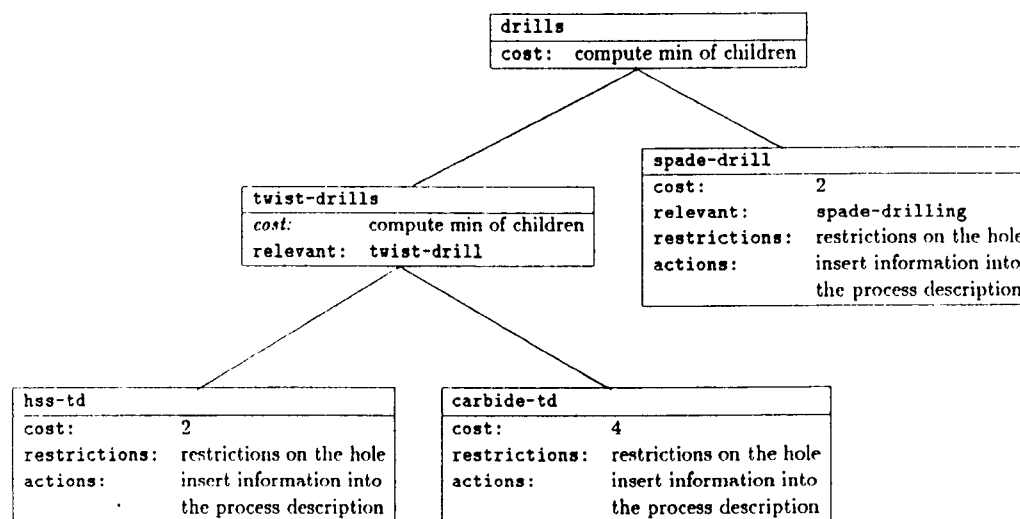 drills
cost: compute min of children
spade-drill
cost: 2
relevant: spade-drilling
restrictions: restrictions on the hole
actions: insert information into
the process description
twist-drills
cost: compute min of children
relevant: twist-drill
hss-td
cost: 2
restrictions: restrictions on the hole
actions: insert information into
the process description
carbide-td
cost: 4
restrictions: restrictions on the hole
actions: insert information into
the process description